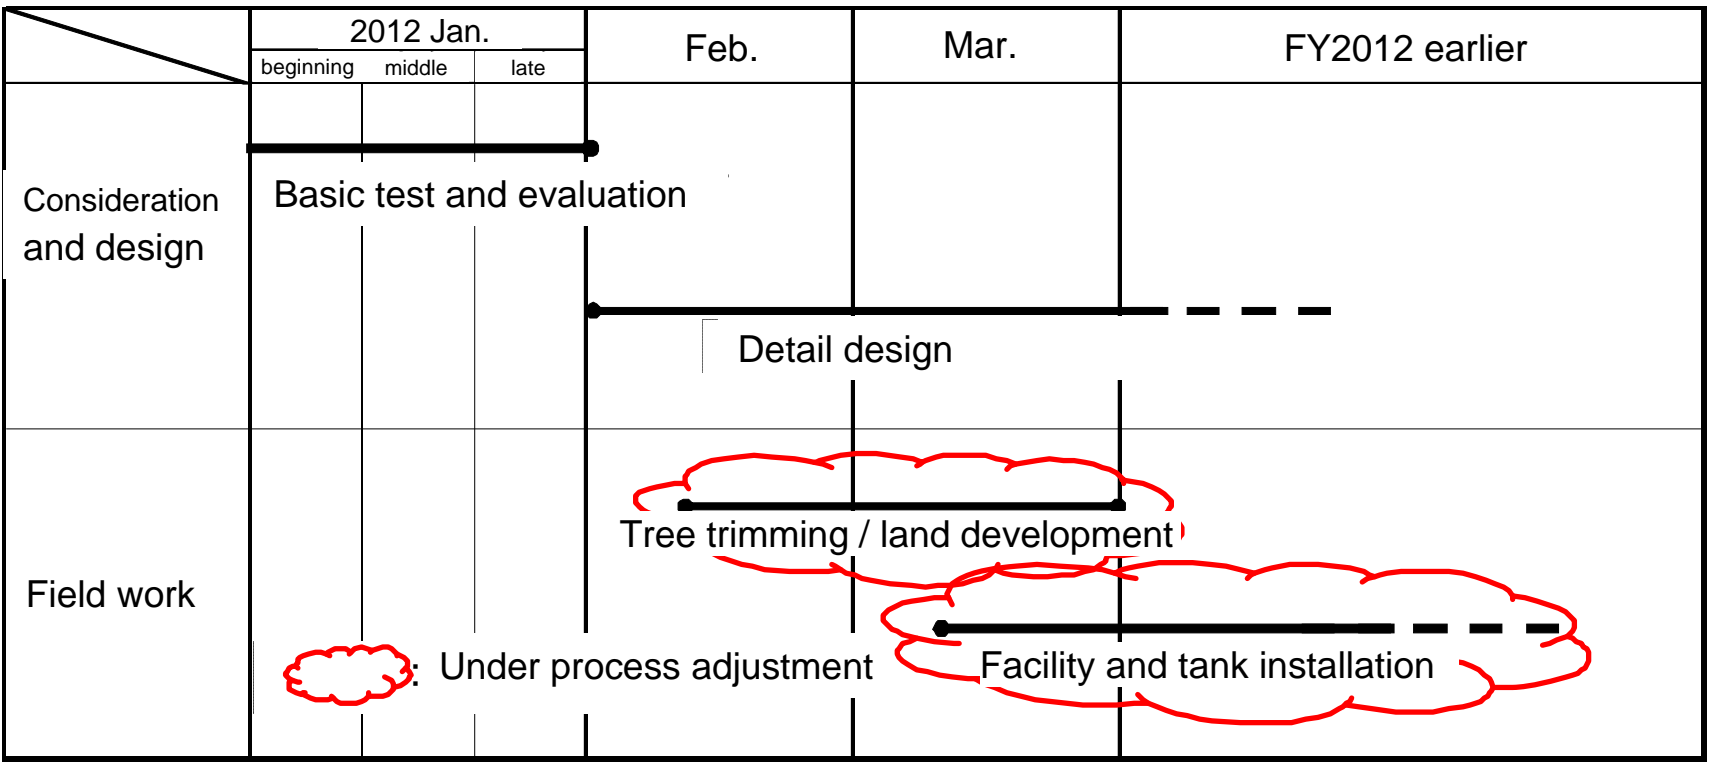 2012 Jan.
Feb.
Mar.
FY2012 earlier
beginning
middle
late
Consideration
and design
Basic test and evaluation
Detail design
Field work
Tree trimming / land development
: Under process adjustment
Facility and tank installation